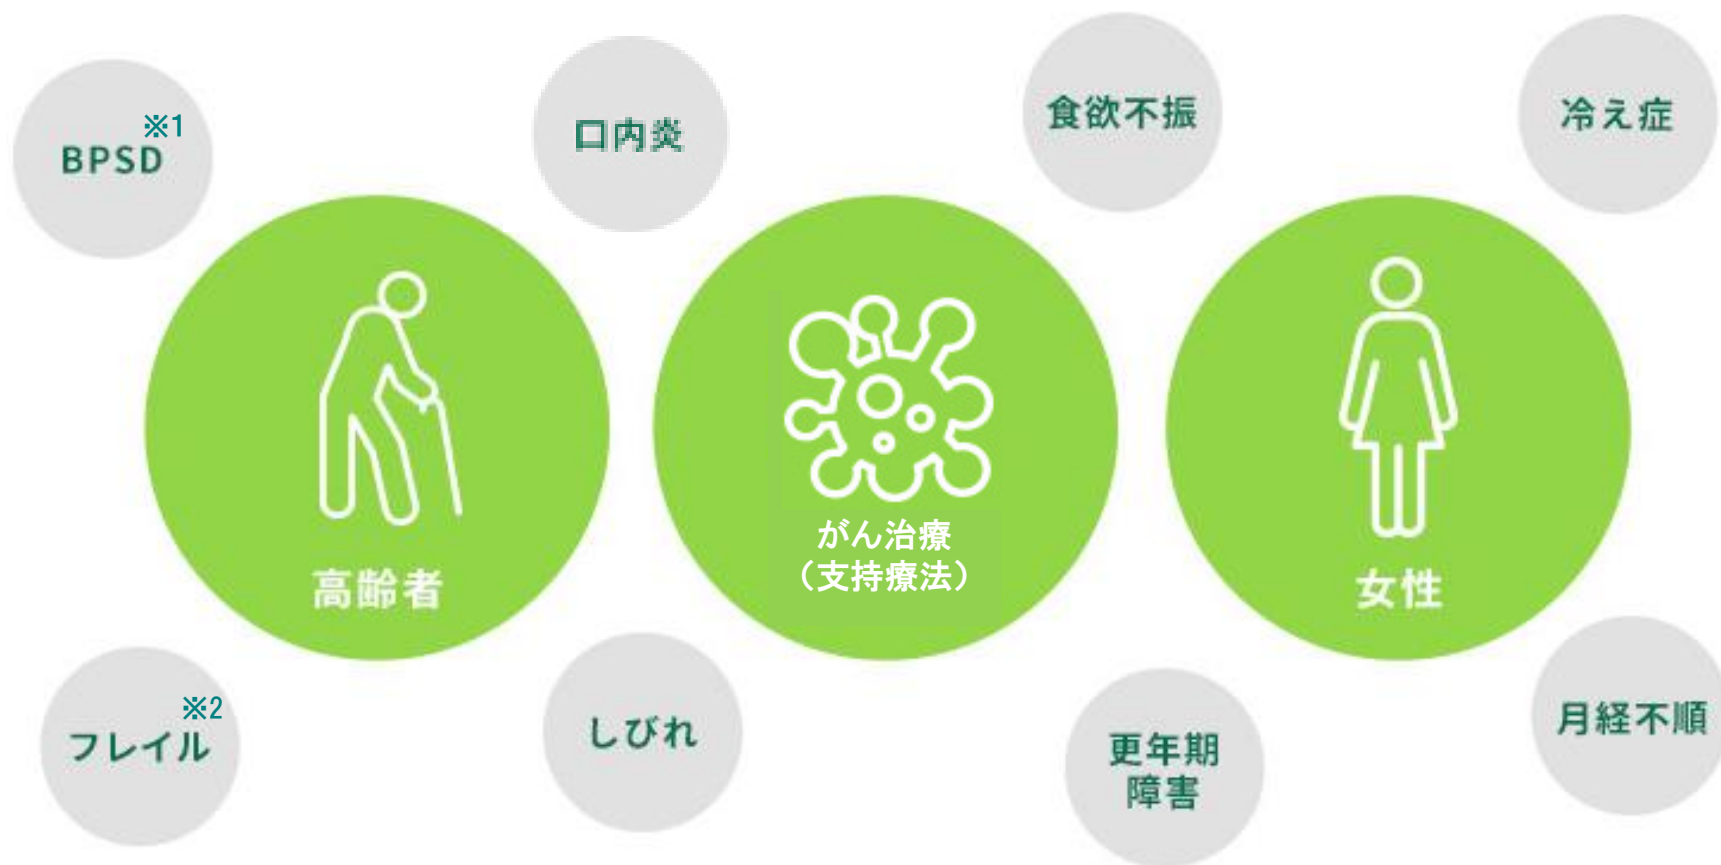 ※1
BPSD
口内炎
食欲不振
冷え症
高齢者
がん治療
（支持療法）
女性
※2
フレイル
しびれ
更年期
障害
月経不順